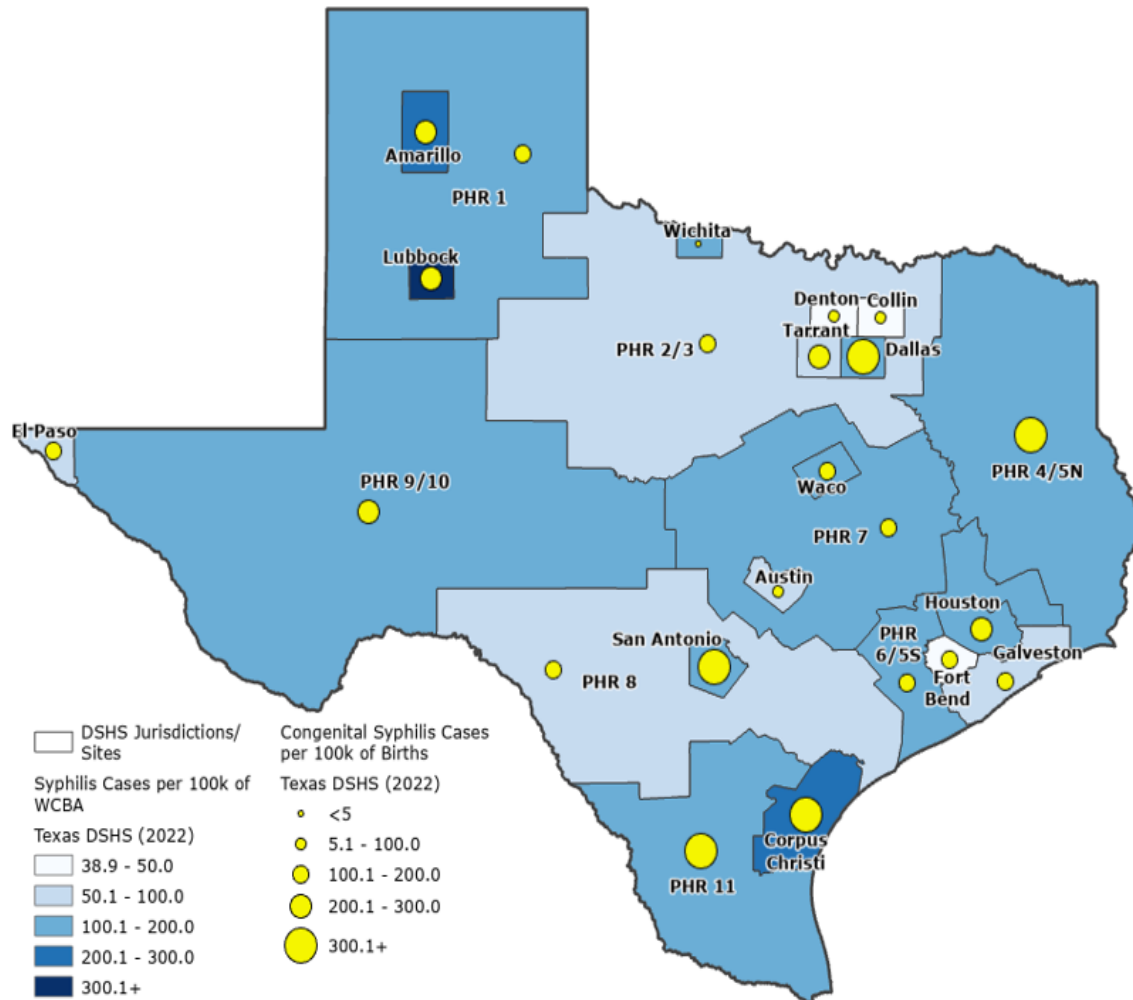 Amarillo
PHR 1
Lubbock
Wichita
Denton
Collin
Tarrant
Dallas
PHR 2/3
El Paso
PHR 9/10
PHR 4/5N
Waco
PHR 7
Austin
Houston
San Antonio
PHR
6/5S
Galveston
Fort
Bend
PHR 8
Corpus
Christi
PHR 11
DSHS Jurisdictions/
Sites
Syphilis Cases per 100k of
WCBA
Texas DSHS (2022)
38.9 - 50.0
50.1 - 100.0
100.1 - 200.0
200.1 - 300.0
300.1+
Congenital Syphilis Cases
per 100k of Births
Texas DSHS (2022)
<5
5.1 - 100.0
100.1 - 200.0
200.1 - 300.0
300.1+